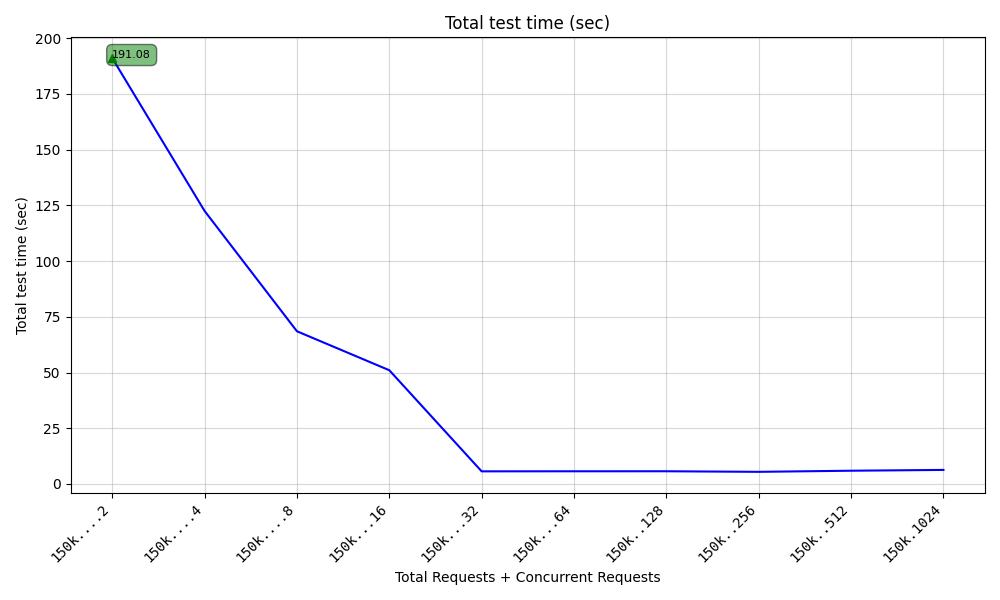 Total test time (sec)
191.08
200
175
150
125
100
75
50
25
0
Total test time (sec)
150k....2
150k....4
150k....8
150k...16
150k...32
150k...64
150k..128
150k..256
150k..512
150k.1024
Total Requests + Concurrent Requests